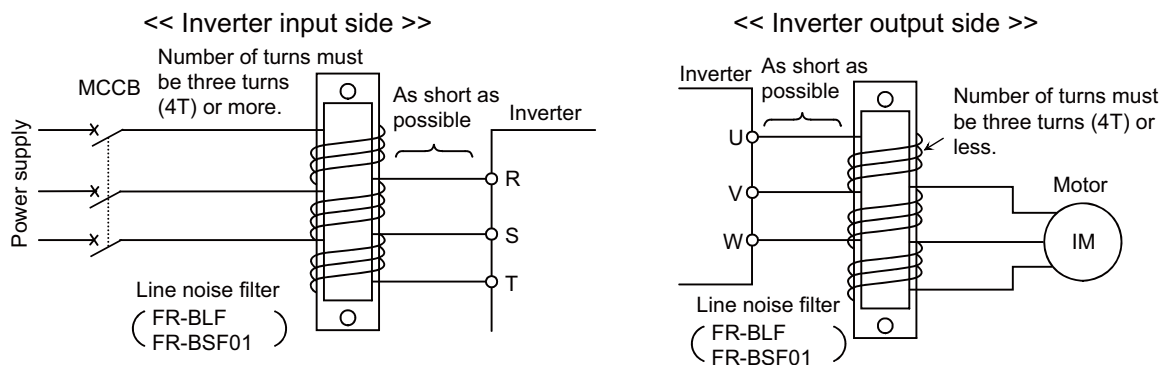 << Inverter input side >>
MCCB
Number of turns must
be three turns
(4T) or more.
As short as
possible
Inverter
Power supply
R
S
T
Line noise filter
FR-BLF
FR-BSF01
<< Inverter output side >>
Inverter
As short as
possible
Number of turns must
be three turns (4T) or
less.
U
V
W
Motor
IM
Line noise filter
FR-BLF
FR-BSF01